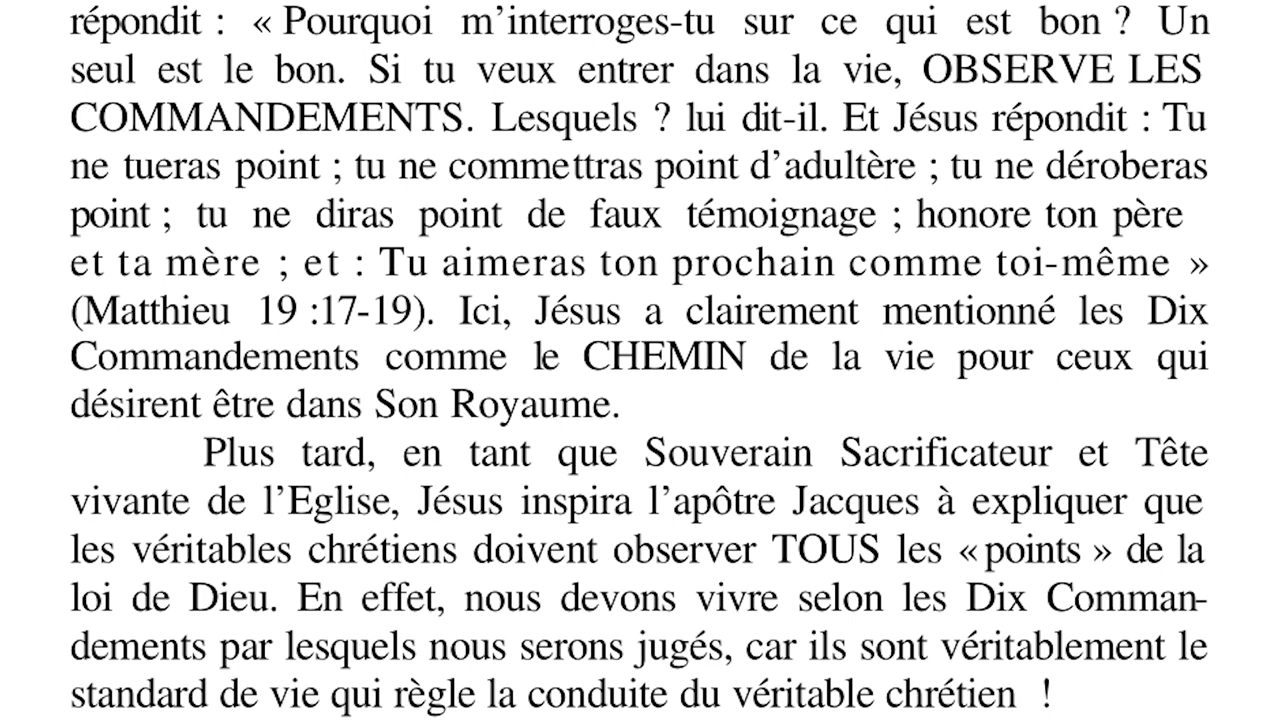 répondit : « Pourquoi m’interroges-tu sur ce qui est bon ? Un
seul est le bon. Si tu veux entrer dans la vie, OBSERVE LES
COMMANDEMENTS. Lesquels ? lui dit-il. Et Jésus répondit : Tu
ne tueras point ; tu ne commettras point d’adultère ; tu ne déroberas
point ; tu ne diras point de faux témoignage ; honore ton père
et ta mère ; et : Tu aimeras ton prochain comme toi-même »
(Matthieu 19 :17-19). Ici, Jésus a clairement mentionné les Dix
Commandements comme le CHEMIN de la vie pour ceux qui
désirent être dans Son Royaume.
Plus tard, en tant que Souverain Sacrificateur et Tête
vivante de l’Eglise, Jésus inspira l’apôtre Jacques à expliquer que
les véritables chrétiens doivent observer TOUS les « points » de la
loi de Dieu. En effet, nous devons vivre selon les Dix Comman-
dements par lesquels nous serons jugés, car ils sont véritablement le
standard de vie qui règle la conduite du véritable chrétien !